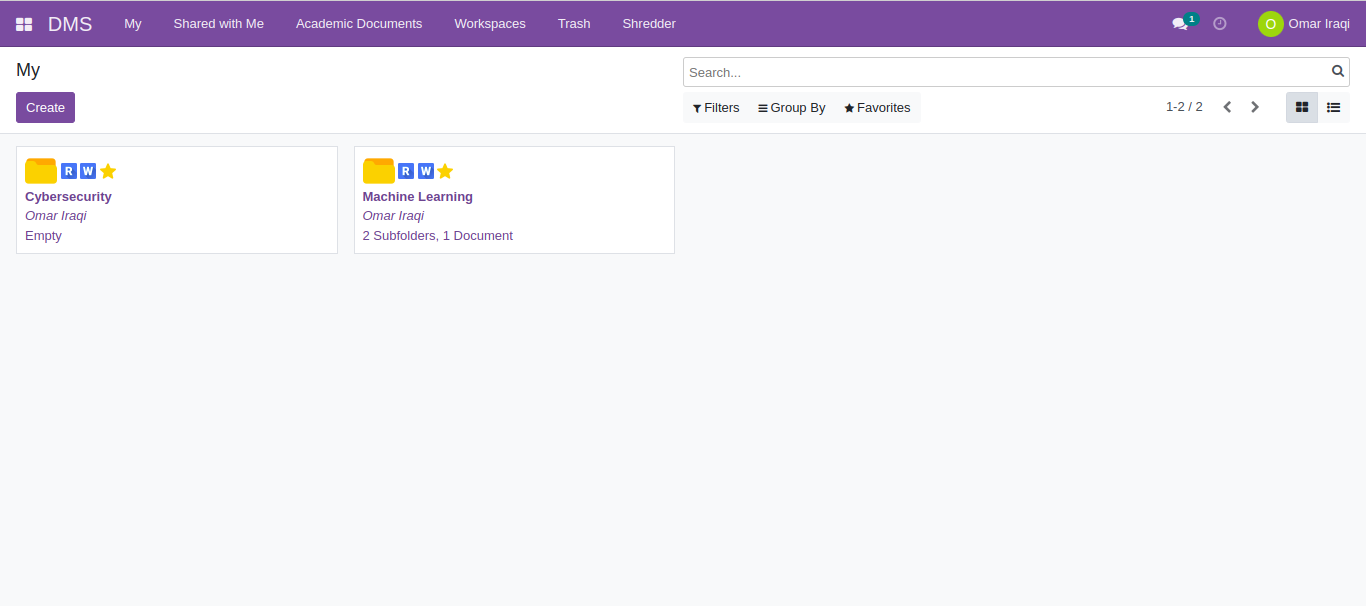 DMS My Shared with Me Academic Documents Workspaces Trash Shredder 1 O Omar Iraqi
My
Search...
Create
Filters Group By Favorites 1-2 / 2
R W
Cybersecurity
Omar Iraqi
Empty
R W
Machine Learning
Omar Iraqi
2 Subfolders, 1 Document